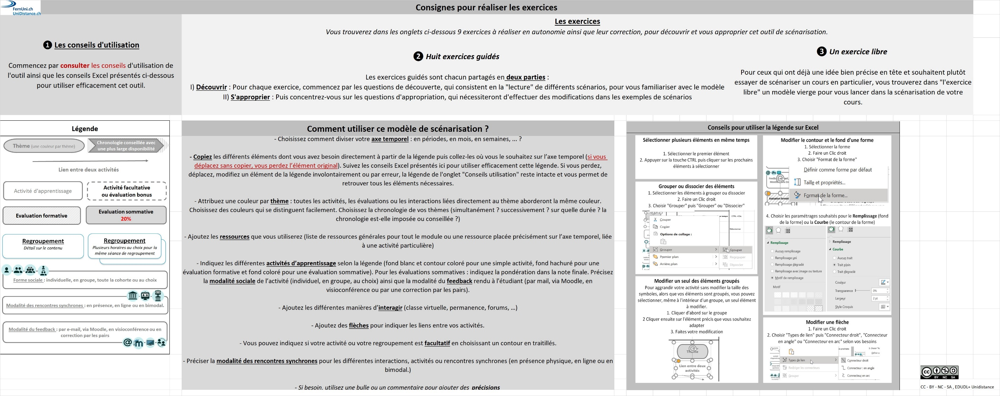 FernUni.ch
UniDistance.ch
Consignes pour réaliser les exercices
❶ Les conseils d'utilisation
Commencez par consulter les conseils d'utilisation de
l'outil ainsi que les conseils Excel présentés ci-dessous
pour utiliser efficacement cet outil.
Les exercices
Vous trouverez dans les onglets ci-dessous 9 exercices à réaliser en autonomie ainsi que leur correction, pour découvrir et vous approprier cet outil de scénarisation.
❷ Huit exercices guidés
Les exercices guidés sont chacun partagés en deux parties :
I) Découvrir : Pour chaque exercice, commencez par les questions de découverte, qui consistent en la "lecture" de différents scénarios, pour vous familiariser avec le modèle
II) S'approprier : Puis concentrez-vous sur les questions d'appropriation, qui nécessiteront d'effectuer des modifications dans les exemples de scénarios
❸ Un exercice libre
Pour ceux qui ont déjà une idée bien précise en tête et souhaitent plutôt
essayer de scénariser un cours en particulier, vous trouverez dans "l'exercice
libre" un modèle vierge pour vous lancer dans la scénarisation de votre
cours.
Légende
Thème (une couleur par thème)
Chronologie conseillée avec
une plus large disponibilité
Lien entre deux activités
Activité d'apprentissage
Activité facultative
ou évaluation bonus
Evaluation formative
Evaluation sommative
20%
Regroupement
Détail sur le contenu
Regroupement
Plusieurs horaires au choix pour la
même séance de regroupement
Forme sociale : individuelle, en groupe, toute la cohorte ou au choix
Modalité des rencontres synchrones : en présence, en ligne ou en bimodal.
Modalité du feedback : par e-mail, via Moodle, en visioconférence ou en
correction par les pairs
Comment utiliser ce modèle de scénarisation ?
- Choisissez comment diviser votre axe temporel : en périodes, en mois, en semaines, ... ?
- Copiez les différents éléments dont vous avez besoin directement à partir de la légende puis collez-les où vous le souhaitez sur l'axe temporel (si vous
déplacez sans copier, vous perdez l'élément original). Suivez les conseils Excel présentés ici pour utiliser efficacement cette légende. Si vous perdez,
déplacez, modifiez un élément de la légende involontairement ou par erreur, la légende de l'onglet "Conseils utilisation" reste intacte et vous permet de
retrouver tous les éléments nécessaires.
- Attribuez une couleur par thème : toutes les activités, les évaluations ou les interactions liées directement au thème aborderont la même couleur.
Choisissez des couleurs qui se distinguent facilement. Choisissez la chronologie de vos thèmes (simultanément ? successivement ? sur quelle durée ? la
chronologie est-elle imposée ou conseillée ?)
- Ajoutez les ressources que vous utiliserez (liste de ressources générales pour tout le module ou une ressource placée précisément sur l'axe temporel, liée
à une activité particulière)
- Indiquez les différentes activités d'apprentissage selon la légende (fond blanc et contour coloré pour une simple activité, fond hachuré pour une
évaluation formative et fond coloré pour une évaluation sommative). Pour les évaluations sommatives : indiquez la pondération dans la note finale. Précisez
la modalité sociale de l'activité (individuel, en groupe, au choix) ainsi que la modalité du feedback rendu à l'étudiant (par mail, via Moodle, en
visioconférence ou par une correction par les pairs).
- Ajoutez les différentes manières d'interagir (classe virtuelle, permanence, forums, ...)
- Ajoutez des flèches pour indiquer les liens entre vos activités.
- Vous pouvez indiquez si votre activité ou votre regroupement est facultatif en choisissant un contour en traitillés.
- Préciser la modalité des rencontres synchrones pour les différentes interactions, activités ou rencontres synchrones (en présence physique, en ligne ou en
bimodal.)
- Si besoin, utilisez une bulle ou un commentaire pour ajouter des précisions
Conseils pour utiliser la légende sur Excel
Sélectionner plusieurs éléments en même temps
1. Sélectionner le premier élément
2. Appuyer sur la touche CTRL puis cliquer sur les prochains
éléments à sélectionner
Grouper ou dissocier des éléments
1. Sélectionner les éléments à grouper ou dissocier
2. Faire un Clic droit
3. Choisir "Grouper" puis "Grouper" ou "Dissocier"
Couper
Copier
Options de collage :
Grouper
Premier plan
Arrière-plan
Grouper
Regrouper
Dissocier
CTRL + Clic
Sélectionner
Modifier un seul des éléments groupés
Pour aggrandir votre activité sans modifier la taille des
symboles, alors que vos éléments sont groupés, vous pouvez
sélectionner, même à l'intérieur d'un groupe, un seul élément
à modifier.
1. Cliquer d'abord sur le groupe
2 Cliquer ensuite sur l'élément précis que vous souhaitez
adapter
3. Faites votre modification
Thème
Lien entre deux
activités
Modifier le contour et le fond d'une forme
1. Sélectionner la forme
2. Faire un Clic droit
3. Choisir "Format de la forme"
Définir comme forme par défaut
Taille et propriétés...
Format de la forme...
4. Choisir les paramétrages souhaités pour le Remplissage (fond
de la forme) ou la Courbe (le contour de la forme)
Remplissage
Aucun remplissage
Remplissage uni
Remplissage dégradé
Remplissage avec image ou texture
Motif de remplissage
Motif
Remplissage
Courbe
Aucun trait
Trait plein
Trait dégradé
Couleur
Transparence 0%
Largeur 2 pt
Style Croquis
Modifier une flèche
1. Faire un Clic droit
2. Choisir "Types de lien" puis "Connecteur droit", "Connecteur
en angle" ou "Connecteur en arc" selon vos besoins
Types de lien
Rediriger les connecteurs
Grouper
Connecteur droit
Connecteur : en angle
Connecteur en arc
CC BY NC SA
CC - BY - NC - SA , EDUDL+ Unidistance